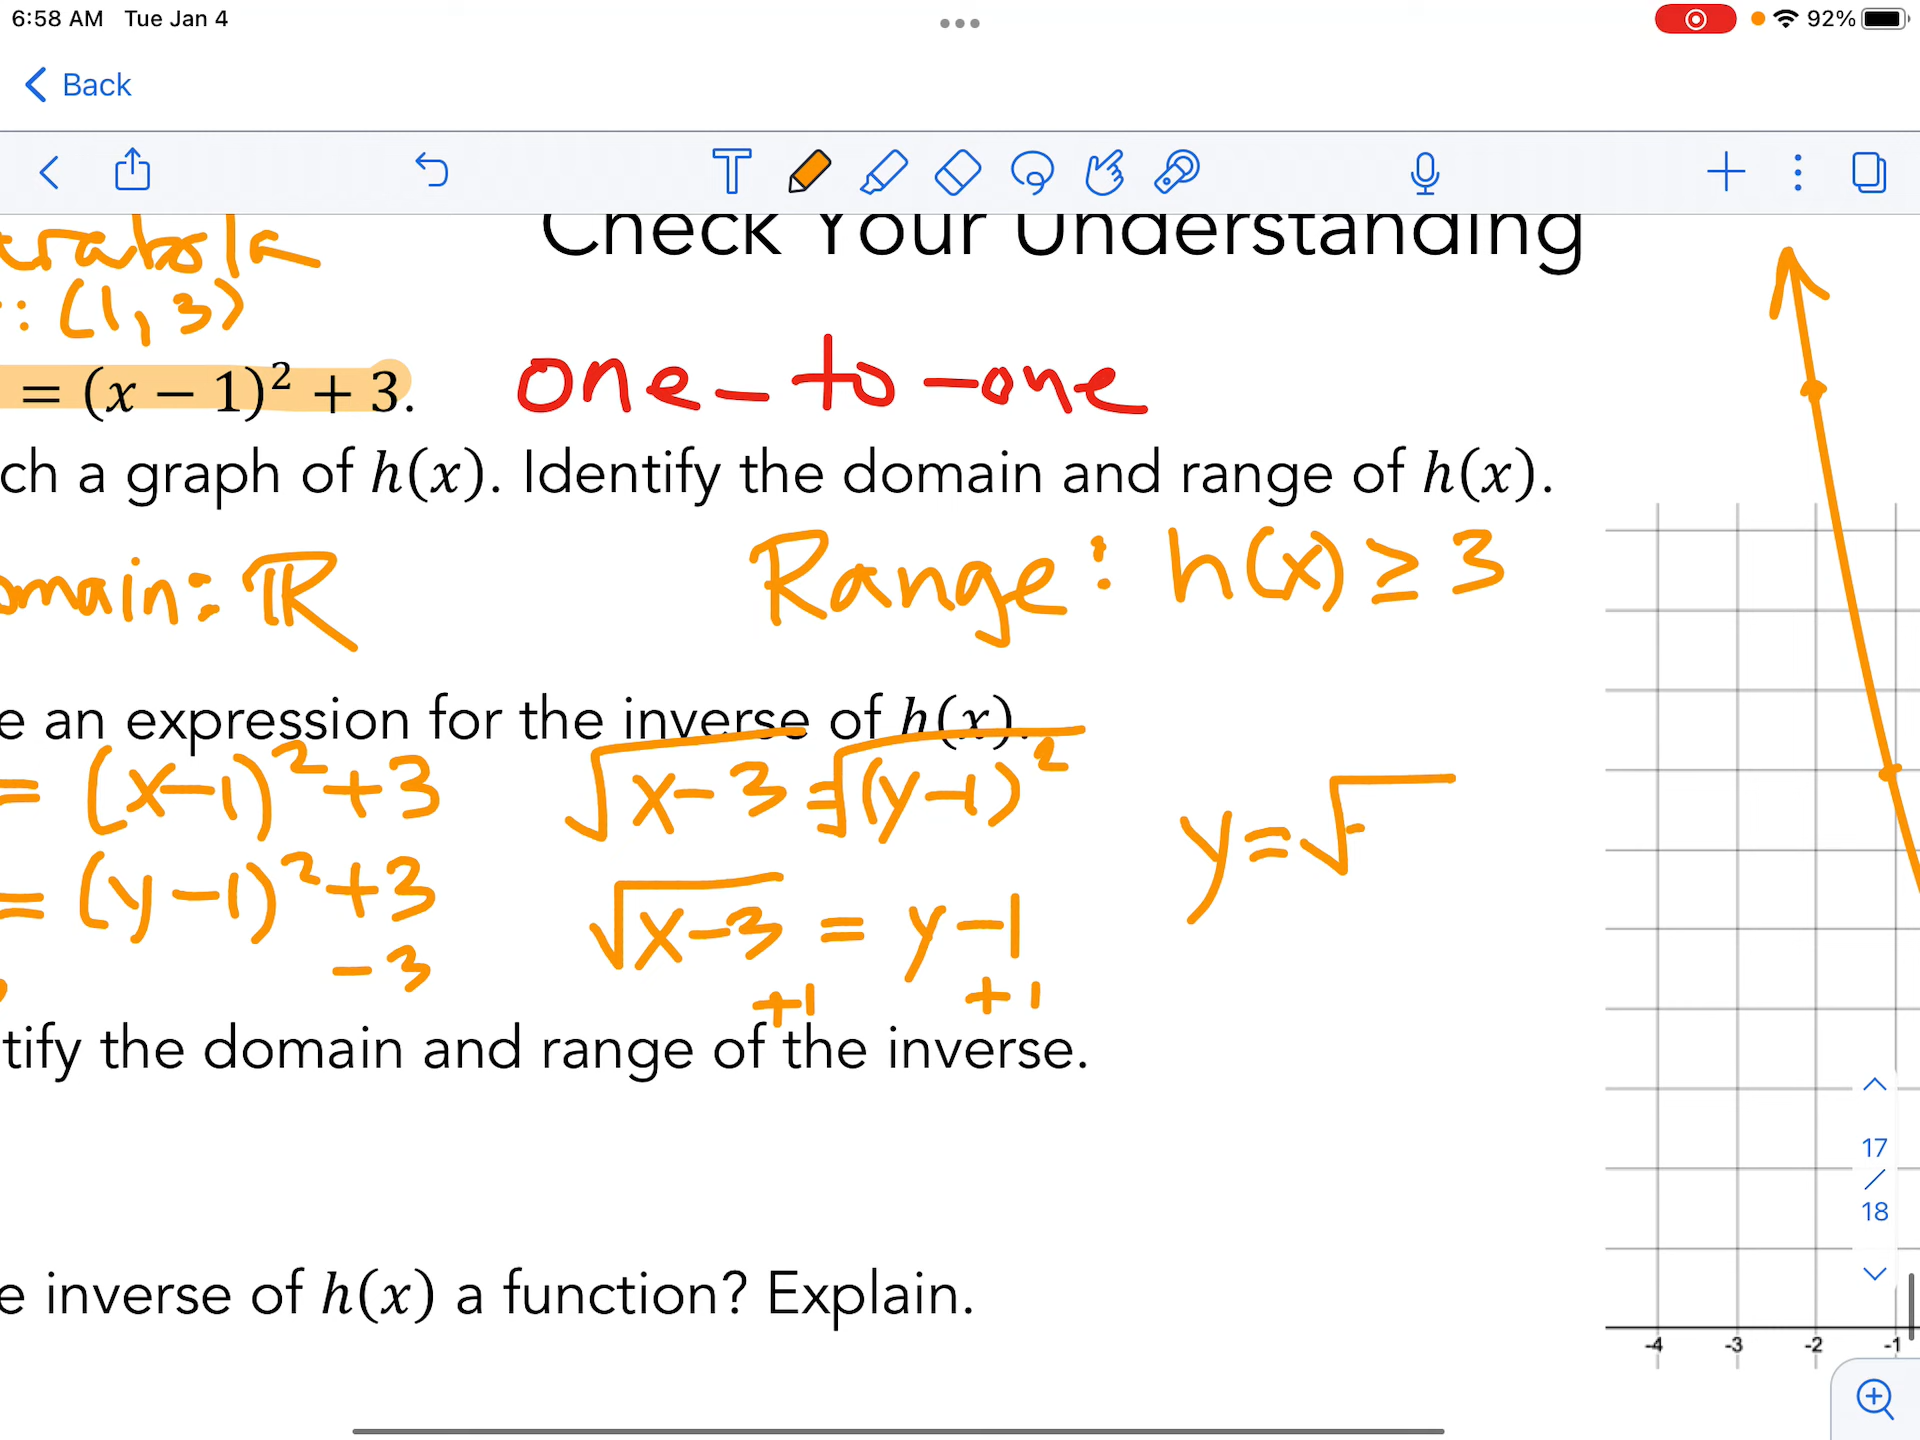 6:58 AM Tue Jan 4
92%
Back
Check Your Understanding
: (1, 3)
= (x − 1)² + 3.
one-to-one
ch a graph of h(x). Identify the domain and range of h(x).
omain: ℝ
Range: h(x) ≥ 3
e an expression for the inverse of h(x).
= (x-1)²+3
√x-3 = √(y-1)²
y = √
= (y-1)²+3
√x-3 = y-1
-3
+1 +1
tify the domain and range of the inverse.
17
/
18
e inverse of h(x) a function? Explain.
-4 -3 -2 -1